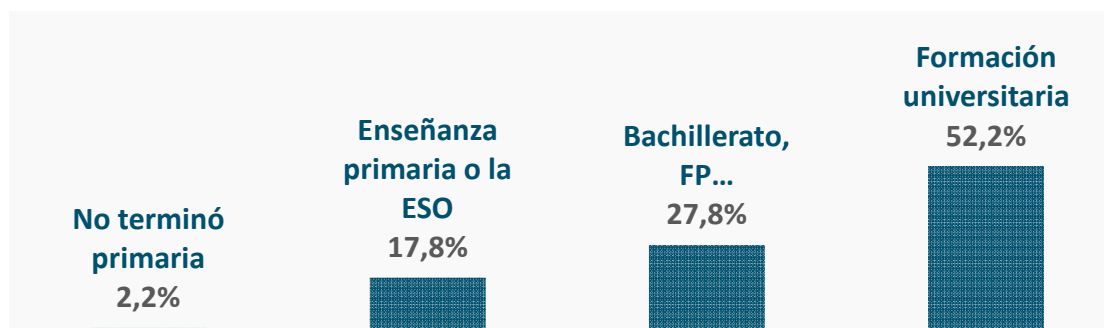 No terminó
primaria
2,2%
Enseñanza
primaria o la
ESO
17,8%
Bachillerato,
FP...
27,8%
Formación
universitaria
52,2%